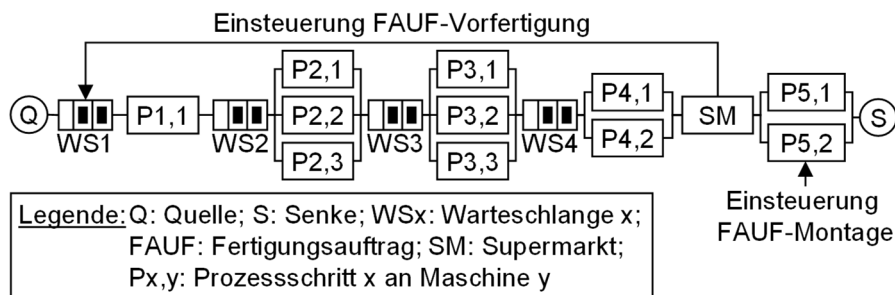 Einsteuerung FAUF-Vorfertigung
P2,1
P3,1
P4,1
P5,1
Q
P1,1
P2,2
P3,2
SM
S
WS1
WS2
WS3
WS4
P4,2
P5,2
P2,3
P3,3
Legende: Q: Quelle; S: Senke; WSx: Warteschlange x;
FAUF: Fertigungsauftrag; SM: Supermarkt;
Px,y: Prozessschritt x an Maschine y
Einsteuerung
FAUF-Montage